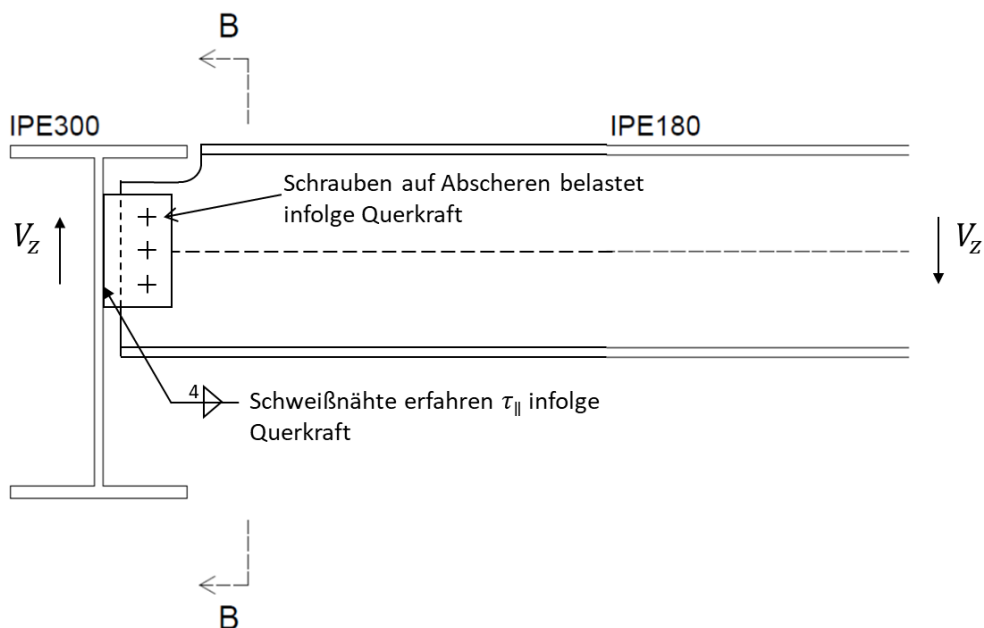 B
IPE300
IPE180
Schrauben auf Abscheren belastet
infolge Querkraft
V_z
V_z
4
Schweißnähte erfahren τ_∥ infolge
Querkraft
B